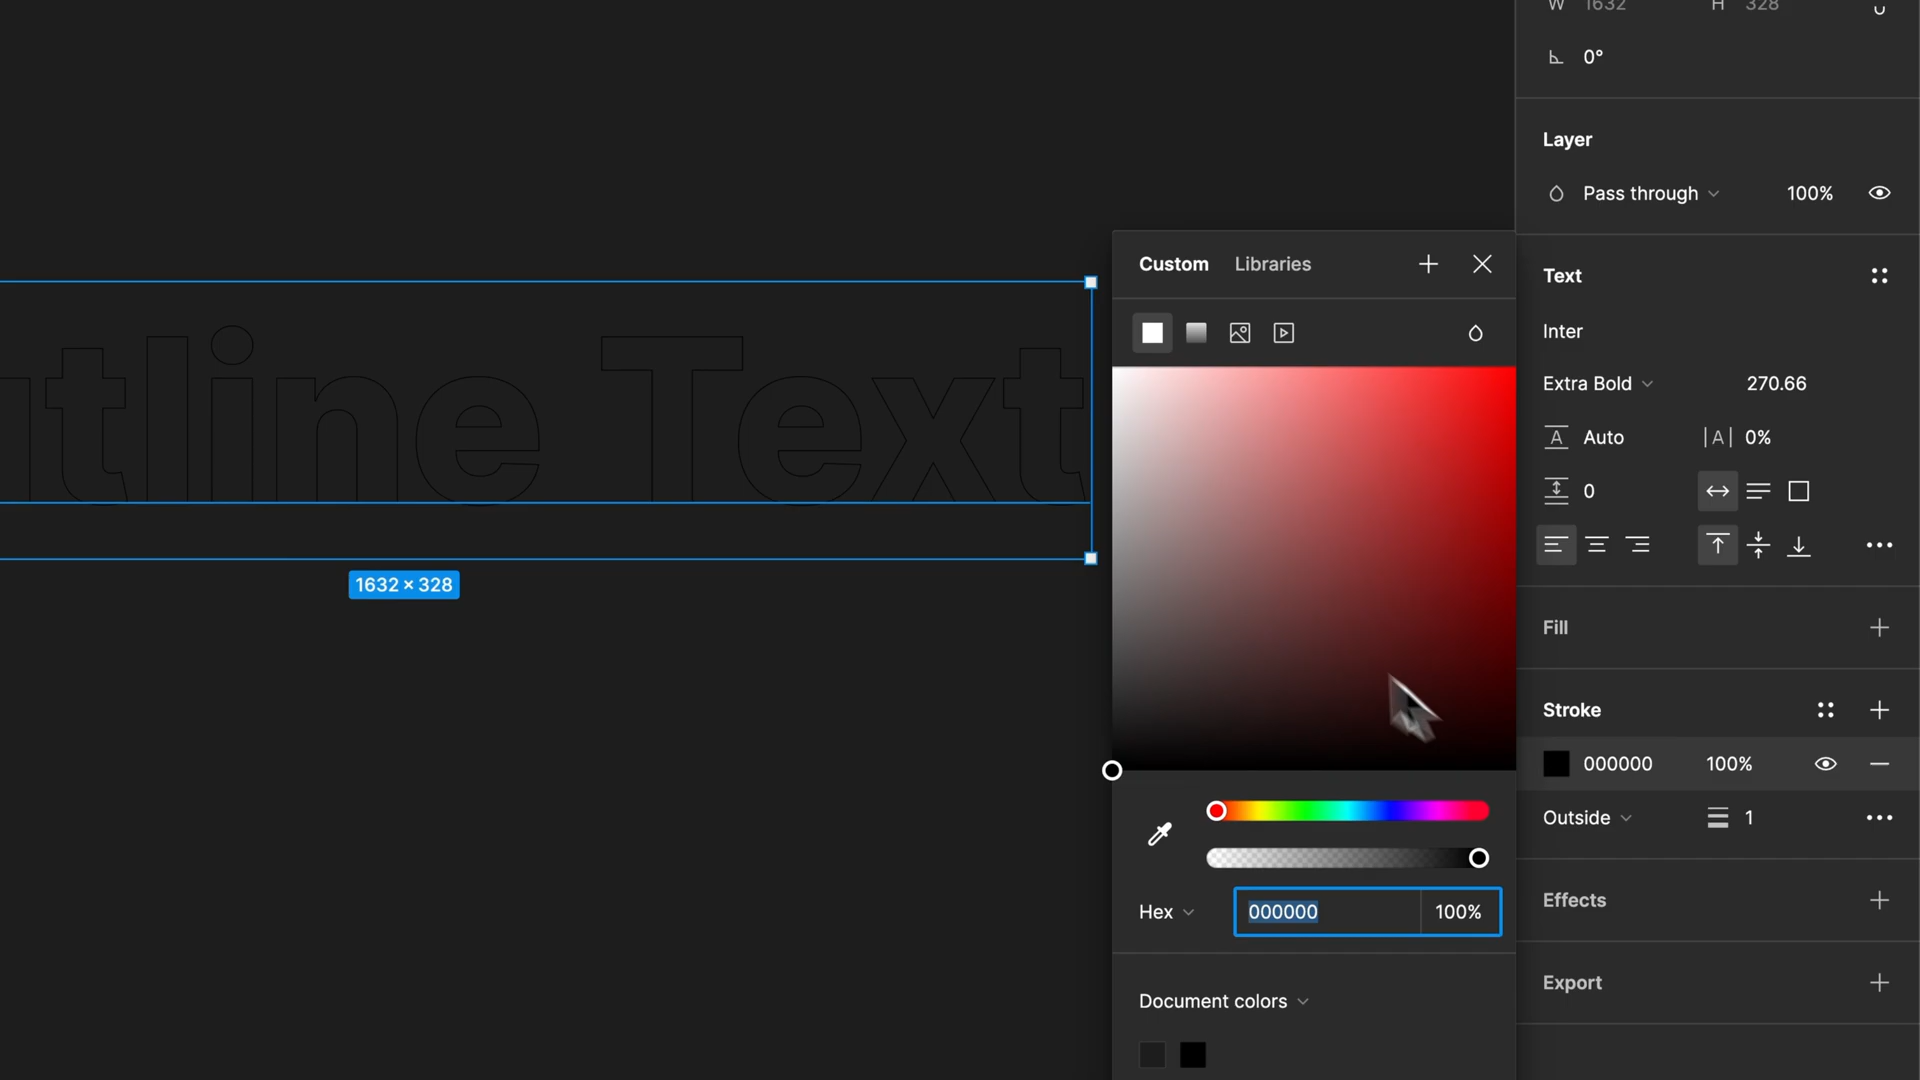 W 1632 H 328
0°
Layer
Pass through 100%
Custom Libraries
Text
Inter
Extra Bold 270.66
A Auto |A| 0%
0
utline Text
1632 × 328
Fill
Stroke
000000 100%
Outside 1
Hex 000000 100%
Effects
Export
Document colors